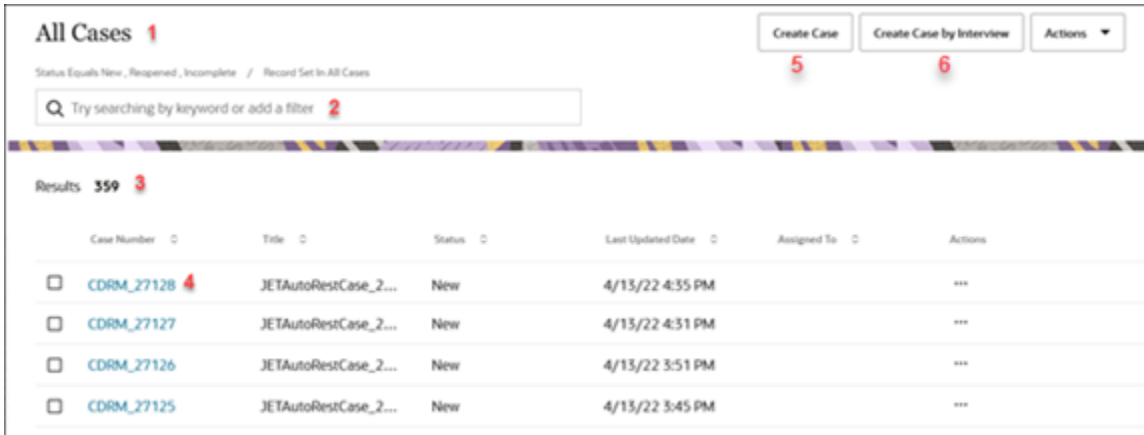 All Cases 1
Create Case
Create Case by Interview
Actions
5
6
Status Equals New , Reopened , Incomplete / Record Set In All Cases
Try searching by keyword or add a filter 2
Results 359 3
Case Number Title Status Last Updated Date Assigned To Actions
CDRM_27128 4 JETAutoRestCase_2... New 4/13/22 4:35 PM ...
CDRM_27127 JETAutoRestCase_2... New 4/13/22 4:31 PM ...
CDRM_27126 JETAutoRestCase_2... New 4/13/22 3:51 PM ...
CDRM_27125 JETAutoRestCase_2... New 4/13/22 3:45 PM ...